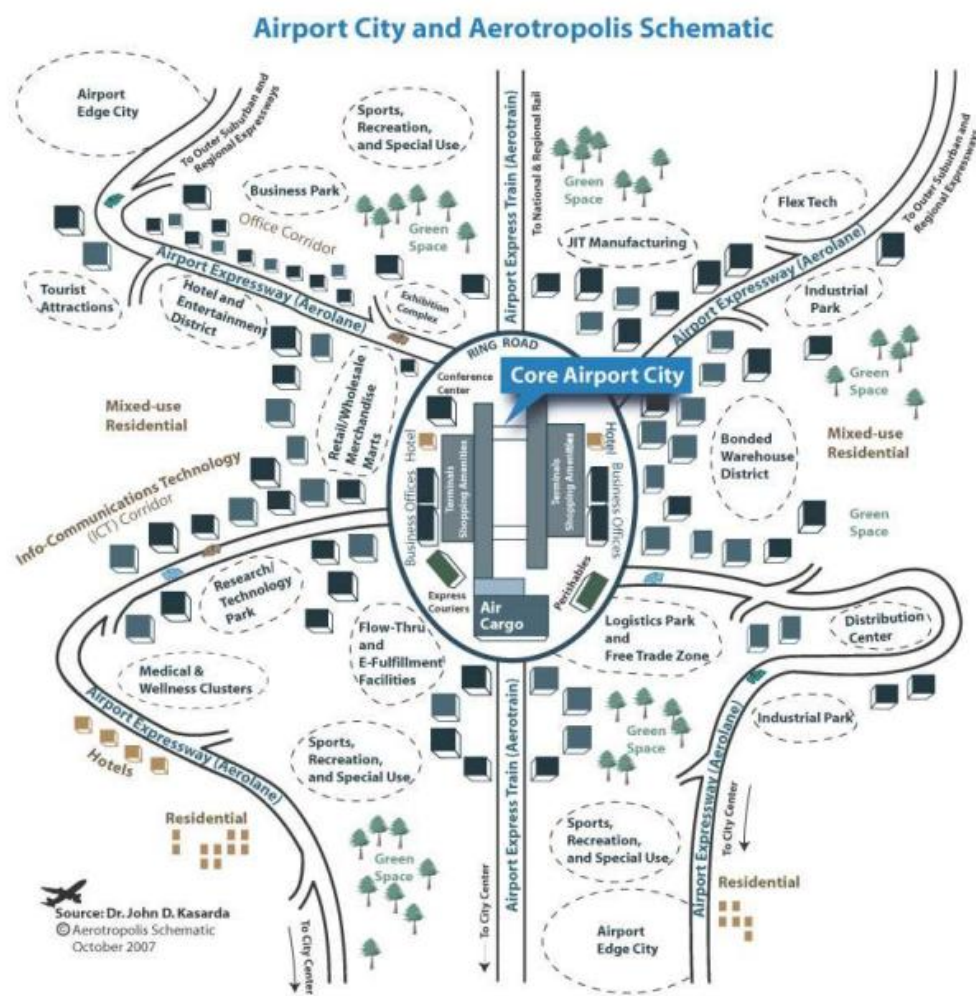 Airport City and Aerotropolis Schematic
Airport
Edge City
To Outer Suburban and
Regional Expressways
Sports,
Recreation,
and Special Use
Business Park
Office Corridor
Green
Space
Airport Express Train (Aerotrain)
To National & Regional Rail
Green
Space
JIT Manufacturing
Flex Tech
To Outer Suburban and
Regional Expressways
Airport Expressway (Aerolane)
Industrial
Park
Green
Space
Tourist
Attractions
Airport Expressway (Aerolane)
Hotel and
Entertainment
District
Exhibition
Complex
RING ROAD
Core Airport City
Conference
Center
Mixed-use
Residential
Retail/Wholesale
Merchandise
Marts
Hotel
Terminals
Shopping Amenities
Business Offices
Terminals
Shopping Amenities
Hotel
Business Offices
Bonded
Warehouse
District
Mixed-use
Residential
Green
Space
Info-Communications Technology
(ICT) Corridor
Research/
Technology
Park
Express
Couriers
Air
Cargo
Perishables
Flow-Thru
and
E-Fulfillment
Facilities
Logistics Park
and
Free Trade Zone
Distribution
Center
Medical &
Wellness Clusters
Airport Expressway (Aerolane)
Hotels
Sports,
Recreation,
and Special Use
Green
Space
Industrial Park
Airport Expressway (Aerolane)
To City Center
Residential
Green
Space
Airport Express Train (Aerotrain)
To City Center
Sports,
Recreation,
and Special Use
Residential
Airport
Edge City
To City Center
Source: Dr. John D. Kasarda
© Aerotropolis Schematic
October 2007